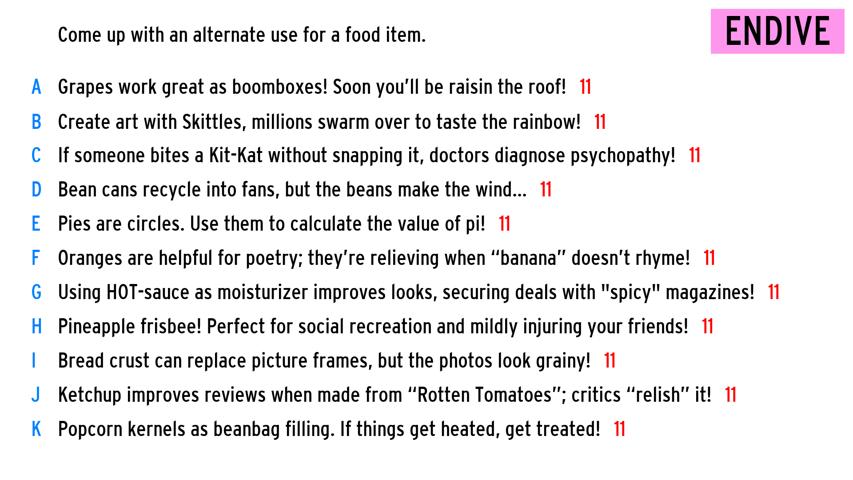 Come up with an alternate use for a food item.
ENDIVE
A Grapes work great as boomboxes! Soon you'll be raisin the roof! 11
B Create art with Skittles, millions swarm over to taste the rainbow! 11
C If someone bites a Kit-Kat without snapping it, doctors diagnose psychopathy! 11
D Bean cans recycle into fans, but the beans make the wind... 11
E Pies are circles. Use them to calculate the value of pi! 11
F Oranges are helpful for poetry; they're relieving when “banana” doesn't rhyme! 11
G Using HOT-sauce as moisturizer improves looks, securing deals with "spicy" magazines! 11
H Pineapple frisbee! Perfect for social recreation and mildly injuring your friends! 11
I Bread crust can replace picture frames, but the photos look grainy! 11
J Ketchup improves reviews when made from “Rotten Tomatoes”; critics “relish” it! 11
K Popcorn kernels as beanbag filling. If things get heated, get treated! 11